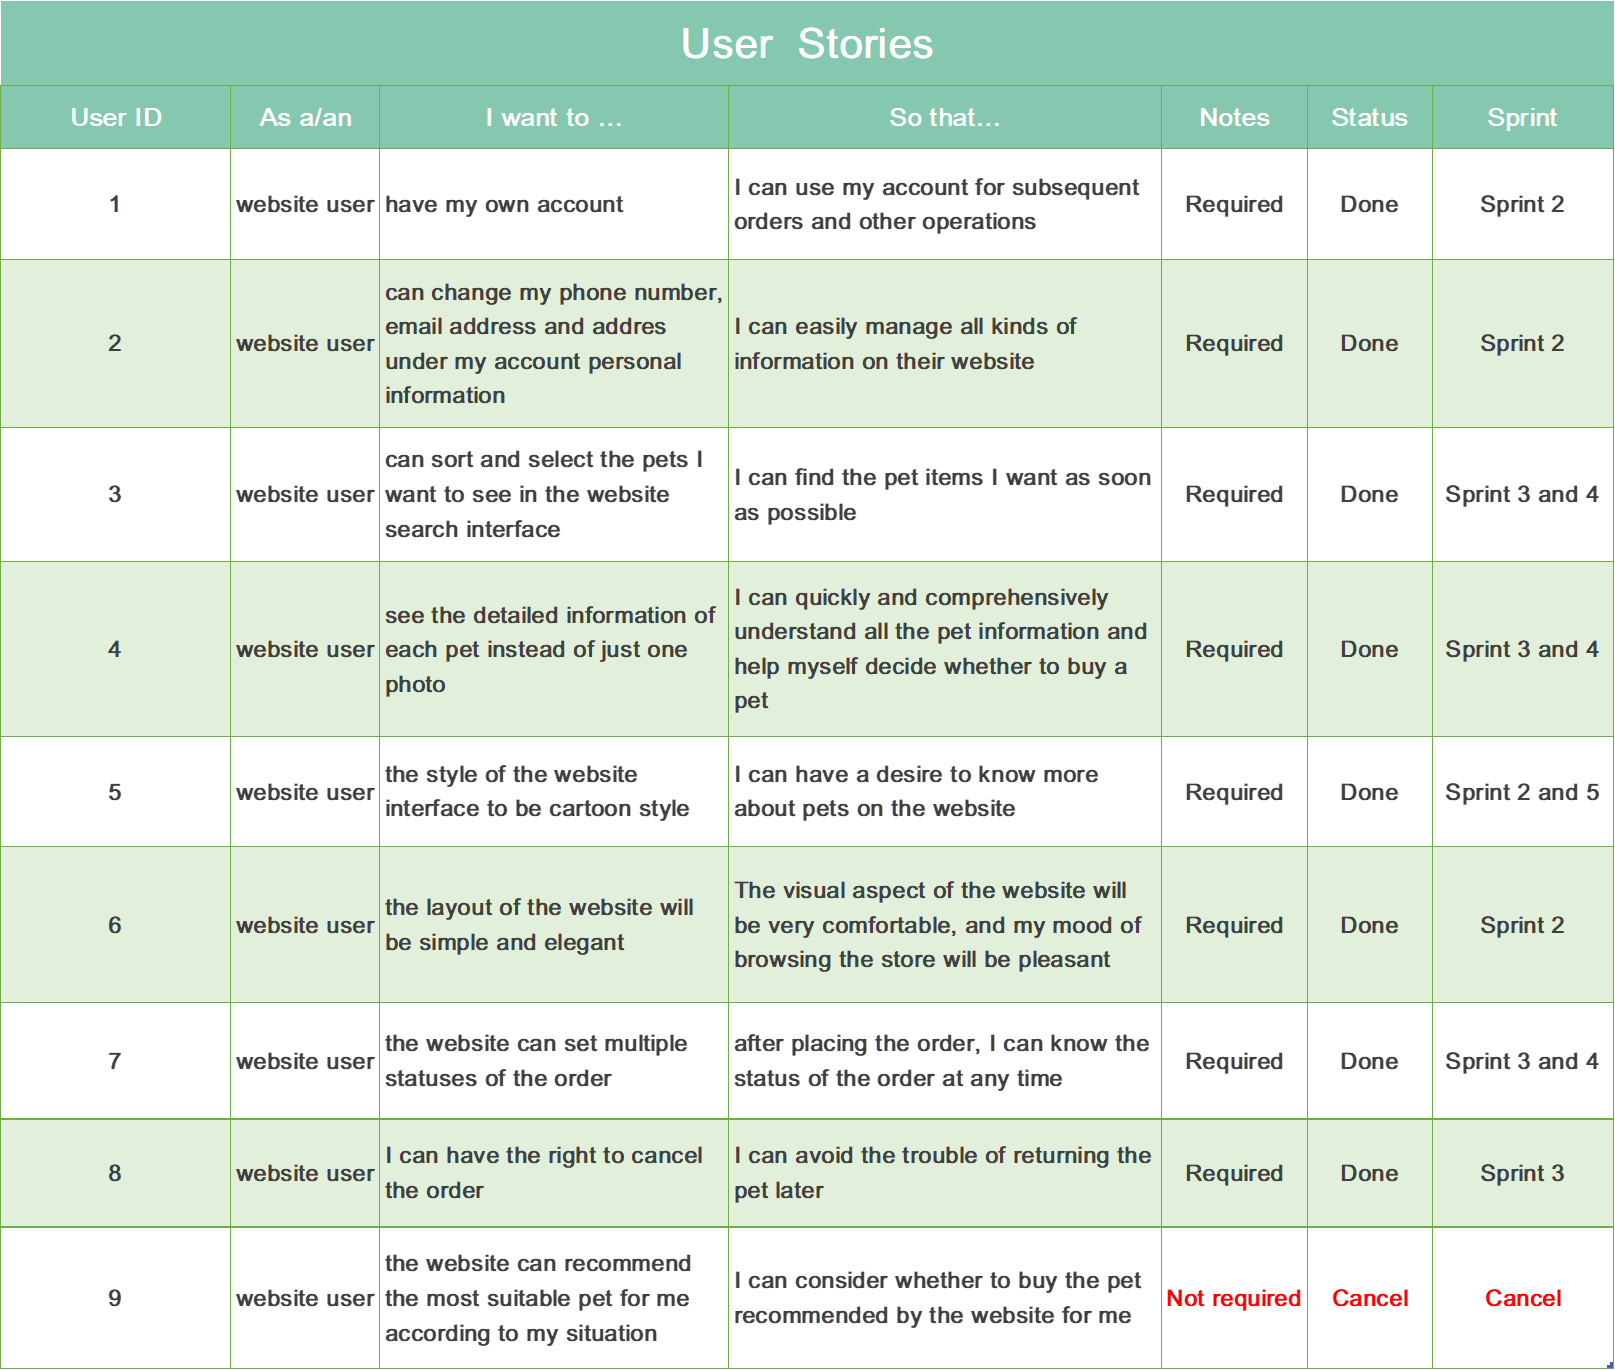 User Stories
User ID As a/an I want to ... So that... Notes Status Sprint
1 website user have my own account I can use my account for subsequent orders and other operations Required Done Sprint 2
2 website user can change my phone number, email address and addres under my account personal information I can easily manage all kinds of information on their website Required Done Sprint 2
3 website user can sort and select the pets I want to see in the website search interface I can find the pet items I want as soon as possible Required Done Sprint 3 and 4
4 website user see the detailed information of each pet instead of just one photo I can quickly and comprehensively understand all the pet information and help myself decide whether to buy a pet Required Done Sprint 3 and 4
5 website user the style of the website interface to be cartoon style I can have a desire to know more about pets on the website Required Done Sprint 2 and 5
6 website user the layout of the website will be simple and elegant The visual aspect of the website will be very comfortable, and my mood of browsing the store will be pleasant Required Done Sprint 2
7 website user the website can set multiple statuses of the order after placing the order, I can know the status of the order at any time Required Done Sprint 3 and 4
8 website user I can have the right to cancel the order I can avoid the trouble of returning the pet later Required Done Sprint 3
9 website user the website can recommend the most suitable pet for me according to my situation I can consider whether to buy the pet recommended by the website for me Not required Cancel Cancel